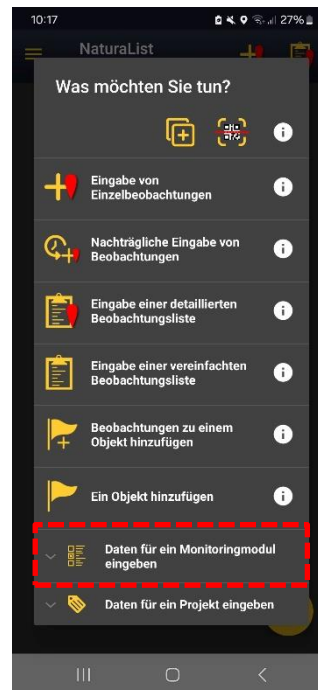 10:17
27%
NaturaList
Was möchten Sie tun?
Eingabe von
Einzelbeobachtungen
Nachträgliche Eingabe von
Beobachtungen
Eingabe einer detaillierten
Beobachtungsliste
Eingabe einer vereinfachten
Beobachtungsliste
Beobachtungen zu einem
Objekt hinzufügen
Ein Objekt hinzufügen
Daten für ein Monitoringmodul
eingeben
Daten für ein Projekt eingeben